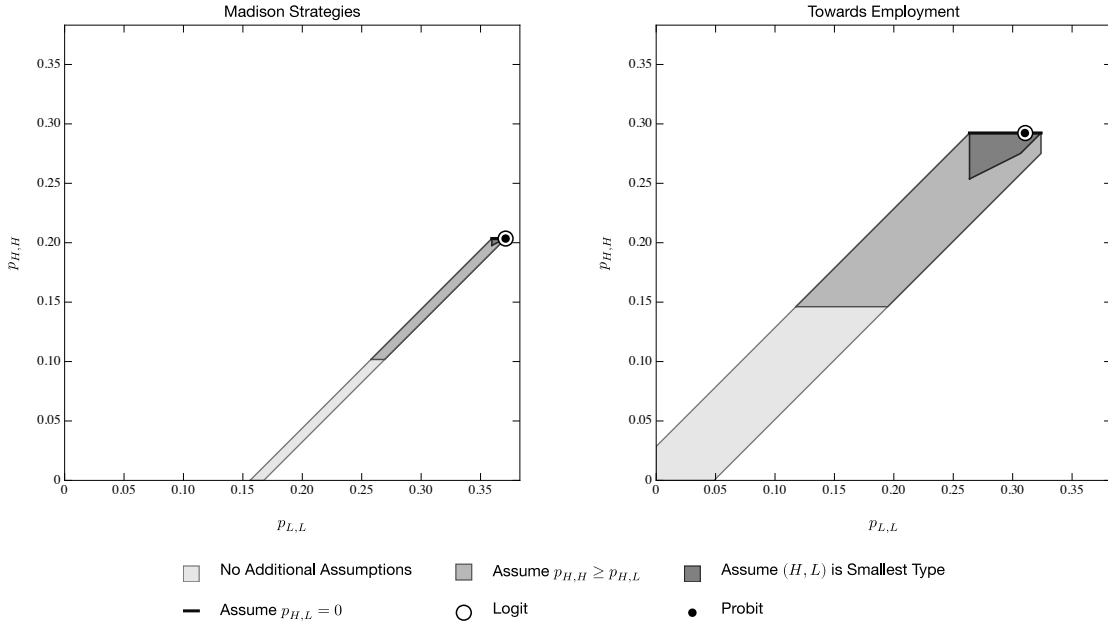 Madison Strategies
0.35
0.30
0.25
0.20
0.15
0.10
0.05
0
p_{H,H}
0 0.05 0.10 0.15 0.20 0.25 0.30 0.35
p_{L,L}
Towards Employment
0.35
0.30
0.25
0.20
0.15
0.10
0.05
0
p_{H,H}
0 0.05 0.10 0.15 0.20 0.25 0.30 0.35
p_{L,L}
No Additional Assumptions
Assume p_{H,H} ≥ p_{H,L}
Assume (H, L) is Smallest Type
Assume p_{H,L} = 0
Logit
Probit